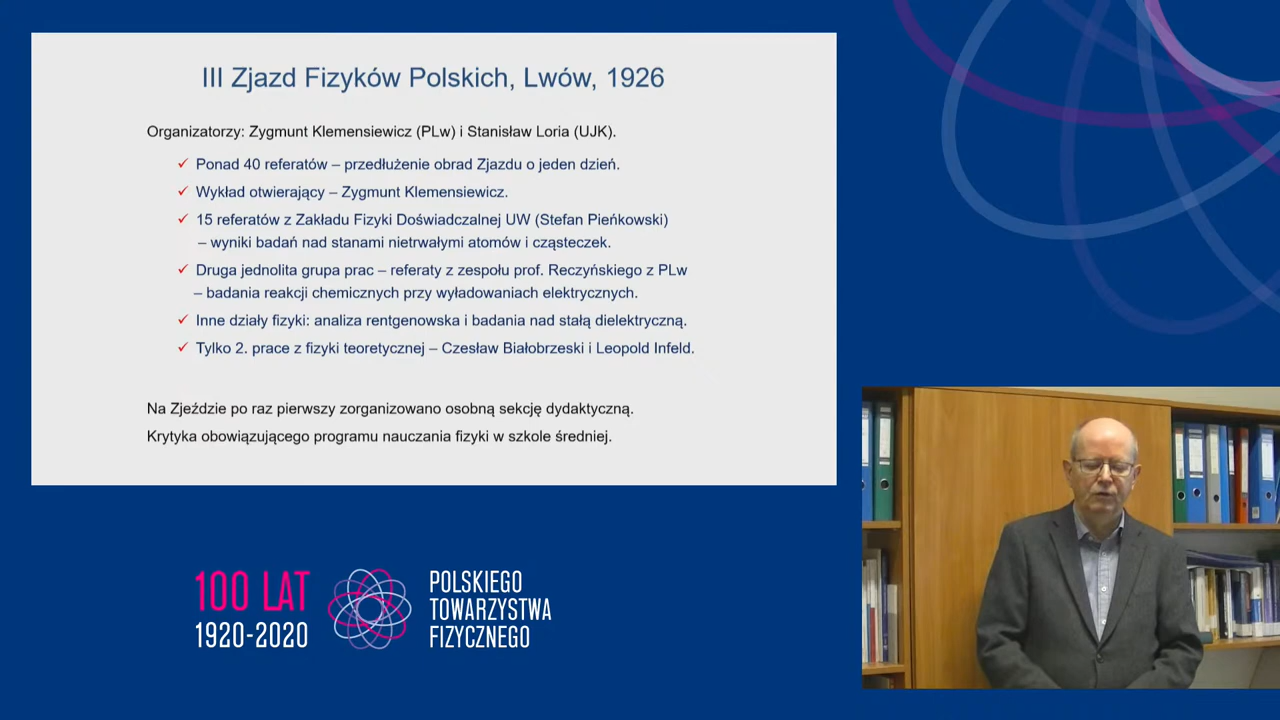 III Zjazd Fizyków Polskich, Lwów, 1926
Organizatorzy: Zygmunt Klemensiewicz (PLw) i Stanisław Loria (UJK).
✓ Ponad 40 referatów – przedłużenie obrad Zjazdu o jeden dzień.
✓ Wykład otwierający – Zygmunt Klemensiewicz.
✓ 15 referatów z Zakładu Fizyki Doświadczalnej UW (Stefan Pieńkowski)
– wyniki badań nad stanami nietrwałymi atomów i cząsteczek.
✓ Druga jednolita grupa prac – referaty z zespołu prof. Reczyńskiego z PLw
– badania reakcji chemicznych przy wyładowaniach elektrycznych.
✓ Inne działy fizyki: analiza rentgenowska i badania nad stałą dielektryczną.
✓ Tylko 2. prace z fizyki teoretycznej – Czesław Białobrzeski i Leopold Infeld.
Na Zjeździe po raz pierwszy zorganizowano osobną sekcję dydaktyczną.
Krytyka obowiązującego programu nauczania fizyki w szkole średniej.
100 LAT
1920-2020
POLSKIEGO
TOWARZYSTWA
FIZYCZNEGO